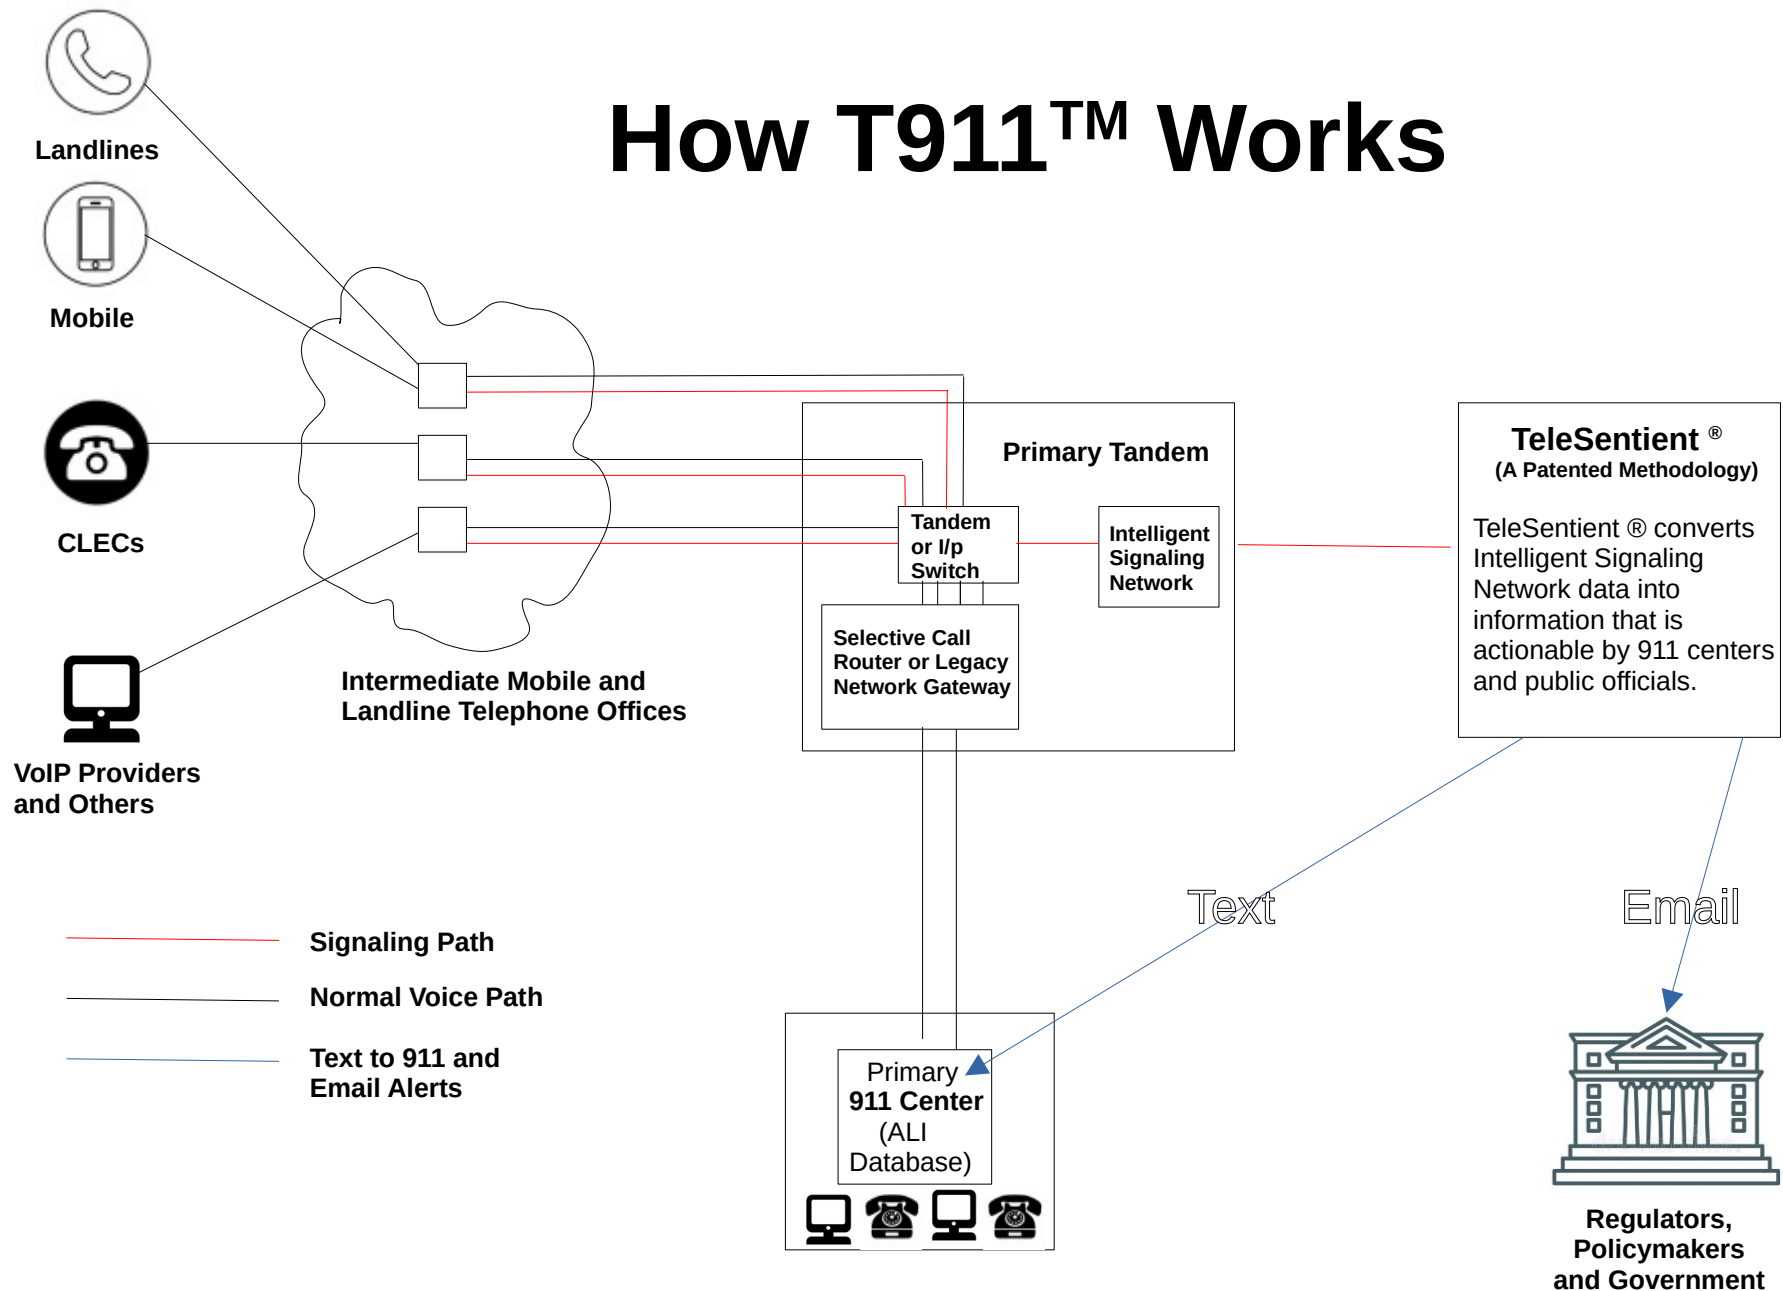 How T911™ Works
Landlines
Mobile
CLECs
VoIP Providers
and Others
Intermediate Mobile and
Landline Telephone Offices
Primary Tandem
Tandem
or I/p
Switch
Intelligent
Signaling
Network
Selective Call
Router or Legacy
Network Gateway
TeleSentient ®
(A Patented Methodology)
TeleSentient ® converts
Intelligent Signaling
Network data into
information that is
actionable by 911 centers
and public officials.
Text
Email
Signaling Path
Normal Voice Path
Text to 911 and
Email Alerts
Primary
911 Center
(ALI
Database)
Regulators,
Policymakers
and Government